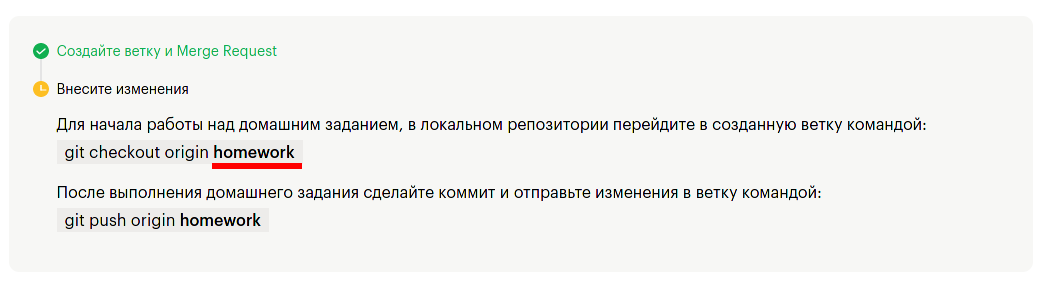 Создайте ветку и Merge Request
Внесите изменения
Для начала работы над домашним заданием, в локальном репозитории перейдите в созданную ветку командой:
git checkout origin homework
После выполнения домашнего задания сделайте коммит и отправьте изменения в ветку командой:
git push origin homework